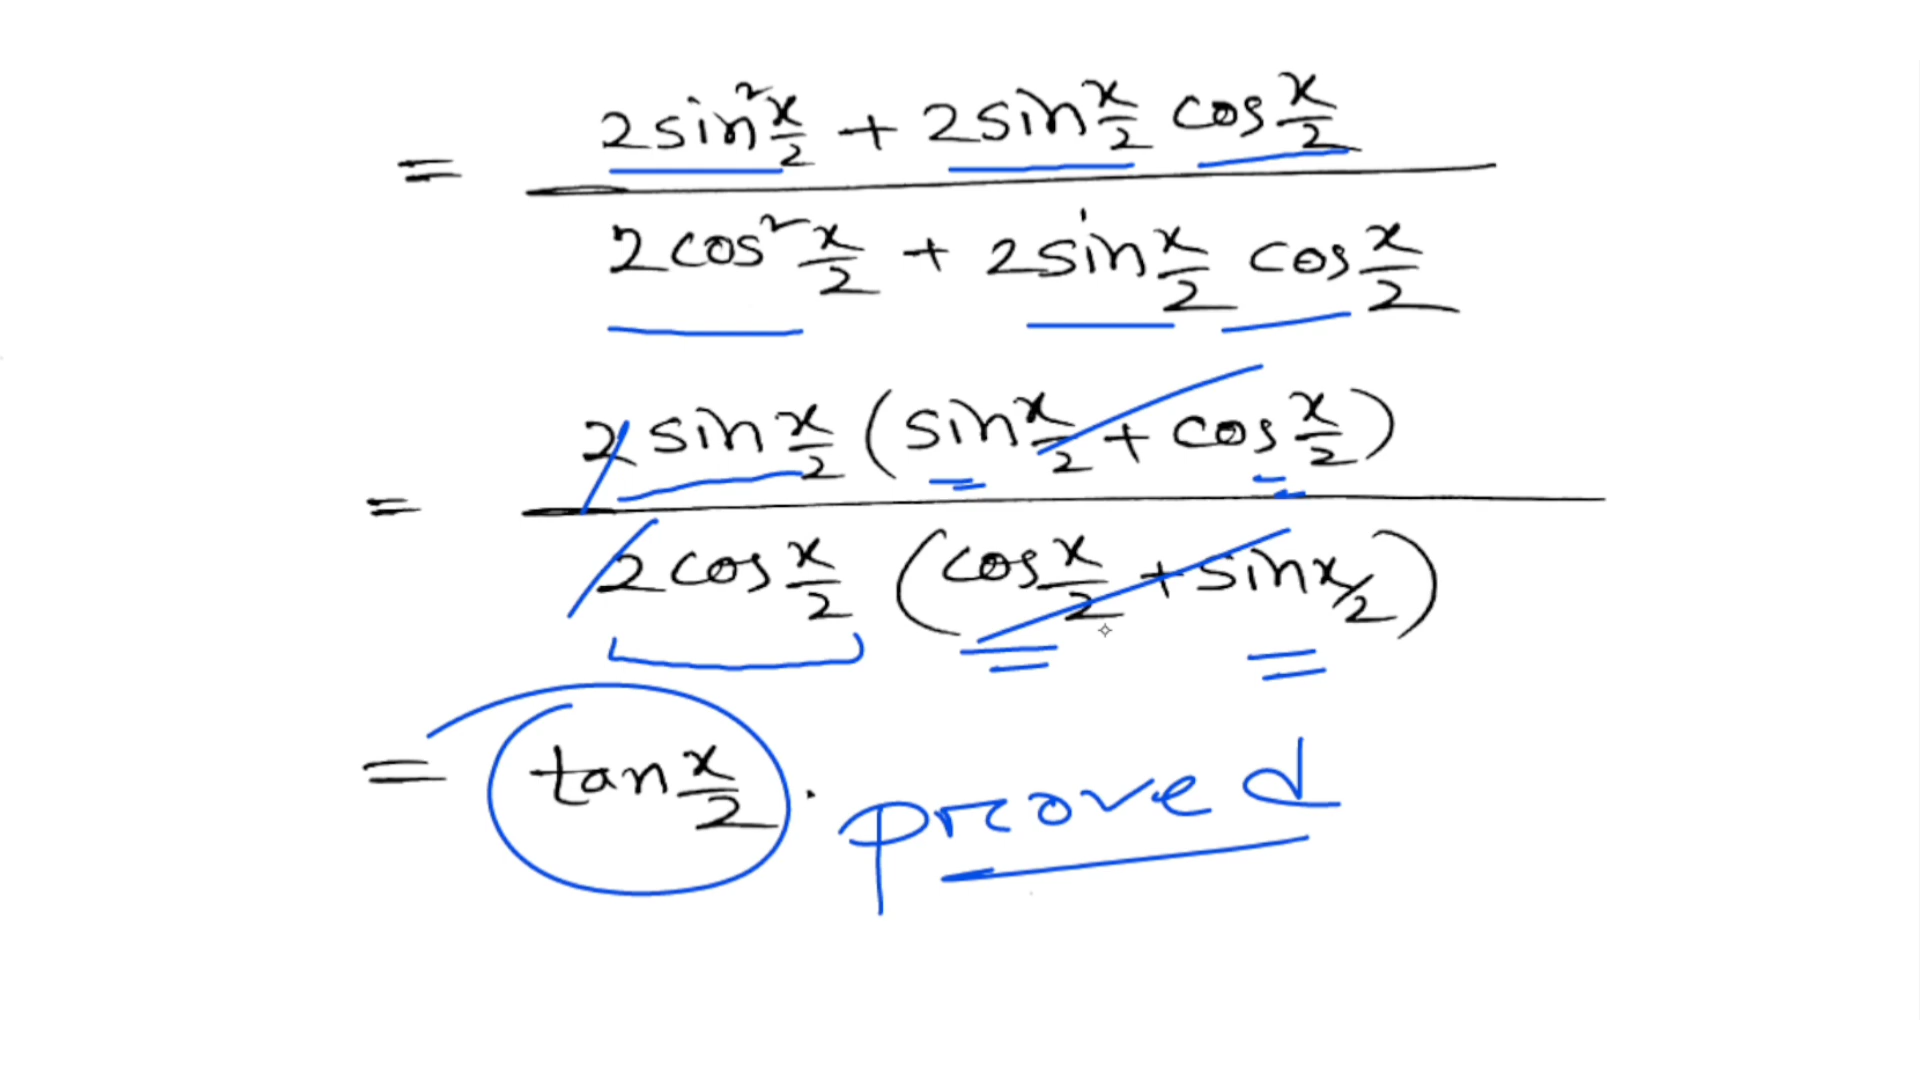 = (2sin²x/2 + 2sin x/2 cos x/2) / (2cos² x/2 + 2sin x/2 cos x/2)
= (2 sin x/2 (sin x/2 + cos x/2)) / (2 cos x/2 (cos x/2 + sin x/2))
= tan x/2 . proved